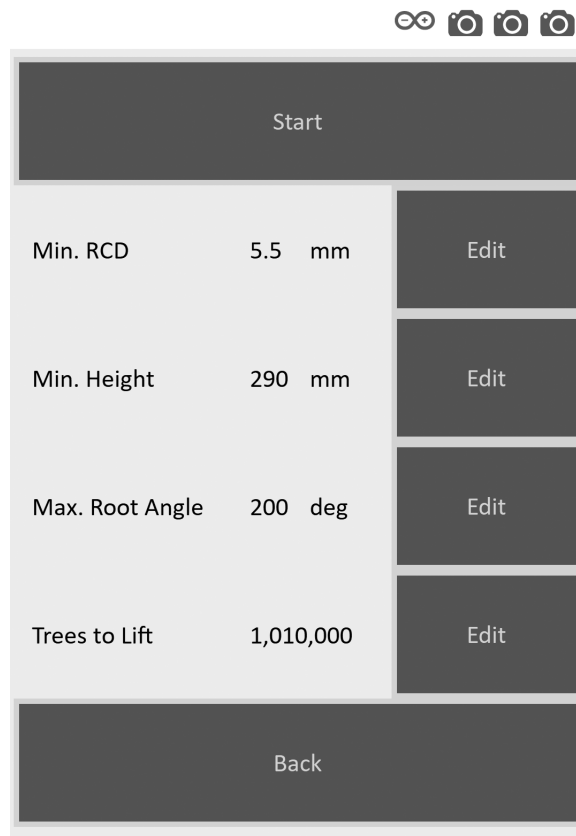 Start
Min. RCD 5.5 mm Edit
Min. Height 290 mm Edit
Max. Root Angle 200 deg Edit
Trees to Lift 1,010,000 Edit
Back